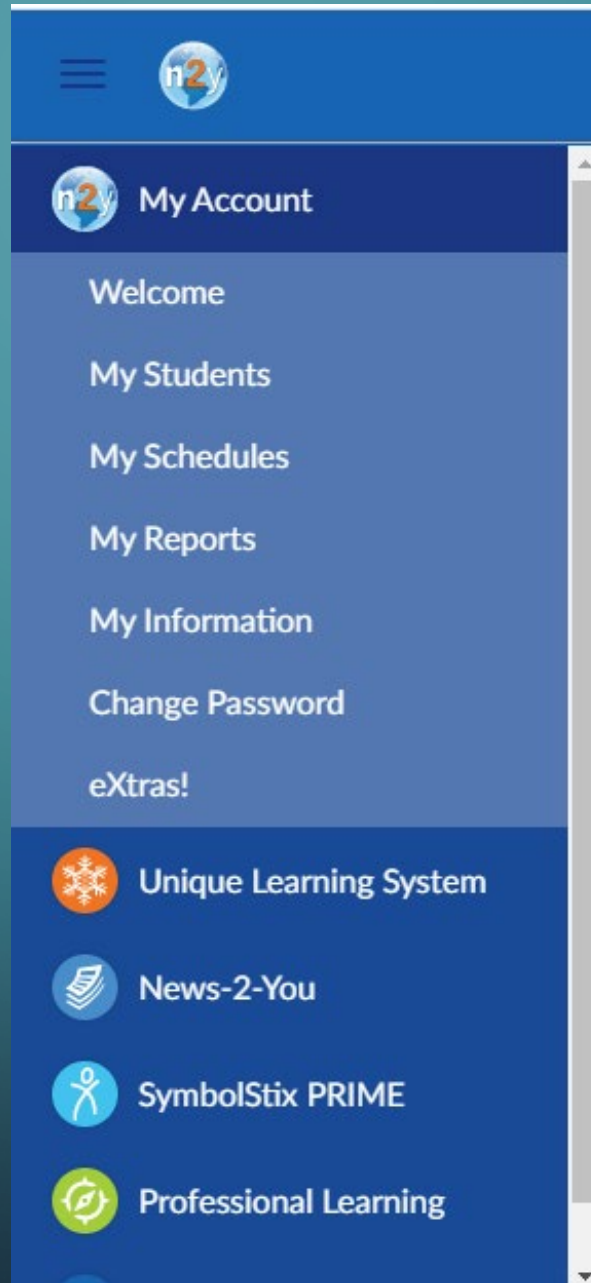 n2y
n2y My Account
Welcome
My Students
My Schedules
My Reports
My Information
Change Password
eXtras!
Unique Learning System
News-2-You
SymbolStix PRIME
Professional Learning